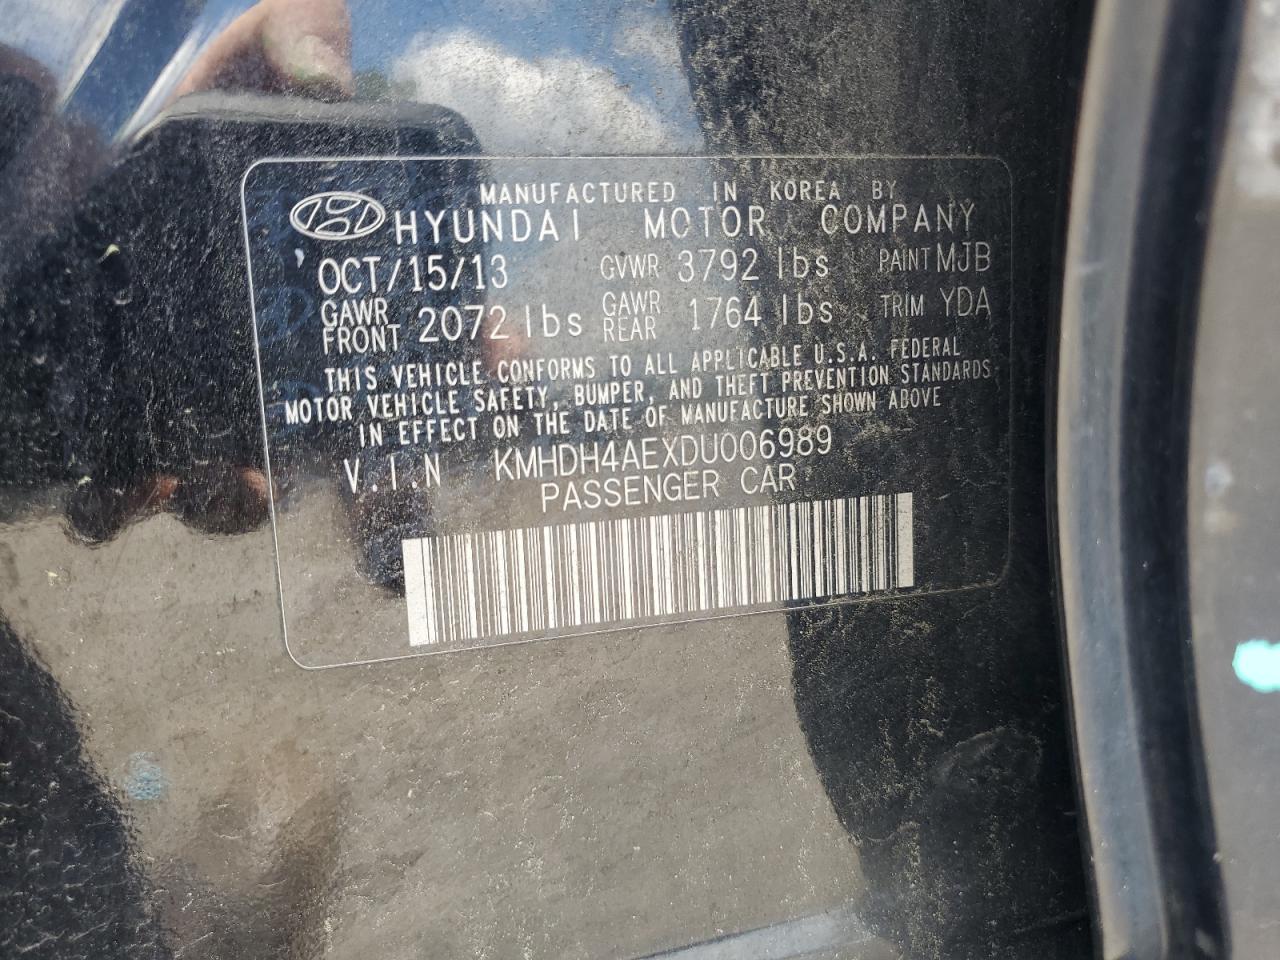 MANUFACTURED IN KOREA BY
HYUNDAI MOTOR COMPANY
OCT/15/13 GVWR 3792 lbs PAINT MJB
GAWR FRONT 2072 lbs GAWR REAR 1764 lbs TRIM YDA
THIS VEHICLE CONFORMS TO ALL APPLICABLE U.S.A. FEDERAL
MOTOR VEHICLE SAFETY, BUMPER, AND THEFT PREVENTION STANDARDS
IN EFFECT ON THE DATE OF MANUFACTURE SHOWN ABOVE
V.I.N KMHDH4AEXDU006989
PASSENGER CAR